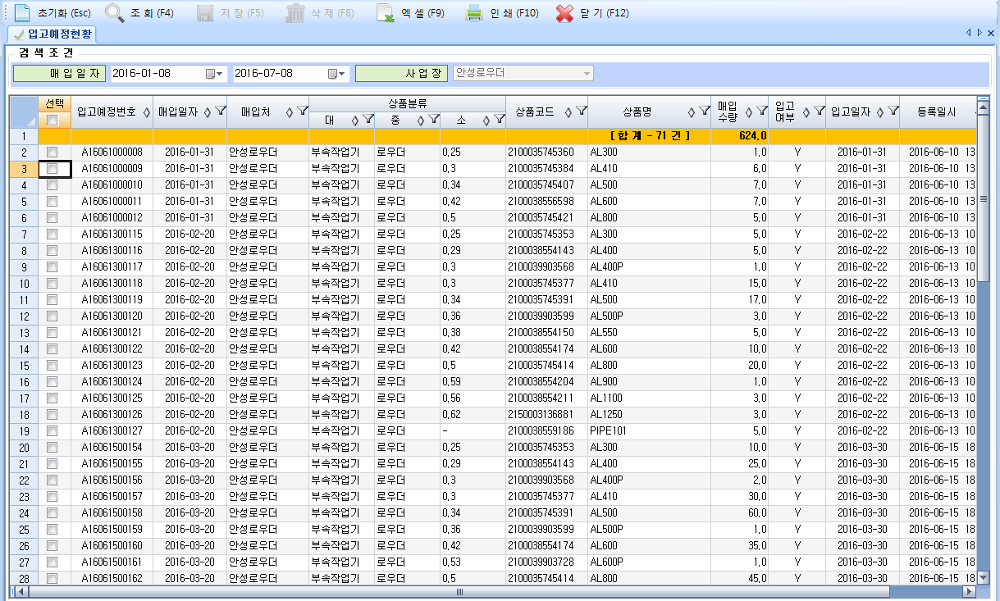 초기화 (Esc) 조 회 (F4) 저 장 (F5) 삭 제 (F8) 엑 셀 (F9) 인 쇄 (F10) 닫 기 (F12)
입고예정현황
검 색 조 건
매 입 일 자 2016-01-08 2016-07-08 사 업 장 안성로우더
선택 입고예정번호 매입일자 매입처 상품분류 대 중 소 상품코드 상품명 매입수량 입고여부 입고일자 등록일시
1 [ 합 계 - 71 건 ] 624.0
2 A16061000008 2016-01-31 안성로우더 부속작업기 로우더 0.25 2100035745360 AL300 1.0 Y 2016-01-31 2016-06-10 13
3 A16061000009 2016-01-31 안성로우더 부속작업기 로우더 0.3 2100035745384 AL410 6.0 Y 2016-01-31 2016-06-10 13
4 A16061000010 2016-01-31 안성로우더 부속작업기 로우더 0.34 2100035745407 AL500 7.0 Y 2016-01-31 2016-06-10 13
5 A16061000011 2016-01-31 안성로우더 부속작업기 로우더 0.42 2100038556598 AL600 7.0 Y 2016-01-31 2016-06-10 13
6 A16061000012 2016-01-31 안성로우더 부속작업기 로우더 0.5 2100035745421 AL800 5.0 Y 2016-01-31 2016-06-10 13
7 A16061300115 2016-02-20 안성로우더 부속작업기 로우더 0.25 2100035745353 AL300 5.0 Y 2016-02-22 2016-06-13 10
8 A16061300116 2016-02-20 안성로우더 부속작업기 로우더 0.29 2100038554143 AL400 5.0 Y 2016-02-22 2016-06-13 10
9 A16061300117 2016-02-20 안성로우더 부속작업기 로우더 0.3 2100039903568 AL400P 1.0 Y 2016-02-22 2016-06-13 10
10 A16061300118 2016-02-20 안성로우더 부속작업기 로우더 0.3 2100035745377 AL410 15.0 Y 2016-02-22 2016-06-13 10
11 A16061300119 2016-02-20 안성로우더 부속작업기 로우더 0.34 2100035745391 AL500 17.0 Y 2016-02-22 2016-06-13 10
12 A16061300120 2016-02-20 안성로우더 부속작업기 로우더 0.36 2100039903599 AL500P 3.0 Y 2016-02-22 2016-06-13 10
13 A16061300121 2016-02-20 안성로우더 부속작업기 로우더 0.38 2100038554150 AL550 5.0 Y 2016-02-22 2016-06-13 10
14 A16061300122 2016-02-20 안성로우더 부속작업기 로우더 0.42 2100038554174 AL600 10.0 Y 2016-02-22 2016-06-13 10
15 A16061300123 2016-02-20 안성로우더 부속작업기 로우더 0.5 2100035745414 AL800 20.0 Y 2016-02-22 2016-06-13 10
16 A16061300124 2016-02-20 안성로우더 부속작업기 로우더 0.59 2100038554204 AL900 1.0 Y 2016-02-22 2016-06-13 10
17 A16061300125 2016-02-20 안성로우더 부속작업기 로우더 0.56 2100038554211 AL1100 3.0 Y 2016-02-22 2016-06-13 10
18 A16061300126 2016-02-20 안성로우더 부속작업기 로우더 0.62 2150003136881 AL1250 3.0 Y 2016-02-22 2016-06-13 10
19 A16061300127 2016-02-20 안성로우더 부속작업기 로우더 - 2100038559186 PIPE101 5.0 Y 2016-02-22 2016-06-13 10
20 A16061500154 2016-03-20 안성로우더 부속작업기 로우더 0.25 2100035745353 AL300 10.0 Y 2016-03-30 2016-06-15 18
21 A16061500155 2016-03-20 안성로우더 부속작업기 로우더 0.29 2100038554143 AL400 25.0 Y 2016-03-30 2016-06-15 18
22 A16061500156 2016-03-20 안성로우더 부속작업기 로우더 0.3 2100039903568 AL400P 2.0 Y 2016-03-30 2016-06-15 18
23 A16061500157 2016-03-20 안성로우더 부속작업기 로우더 0.3 2100035745377 AL410 30.0 Y 2016-03-30 2016-06-15 18
24 A16061500158 2016-03-20 안성로우더 부속작업기 로우더 0.34 2100035745391 AL500 60.0 Y 2016-03-30 2016-06-15 18
25 A16061500159 2016-03-20 안성로우더 부속작업기 로우더 0.36 2100039903599 AL500P 1.0 Y 2016-03-30 2016-06-15 18
26 A16061500160 2016-03-20 안성로우더 부속작업기 로우더 0.42 2100038554174 AL600 35.0 Y 2016-03-30 2016-06-15 18
27 A16061500161 2016-03-20 안성로우더 부속작업기 로우더 0.53 2100039903728 AL600P 1.0 Y 2016-03-30 2016-06-15 18
28 A16061500162 2016-03-20 안성로우더 부속작업기 로우더 0.5 2100035745414 AL800 45.0 Y 2016-03-30 2016-06-15 18